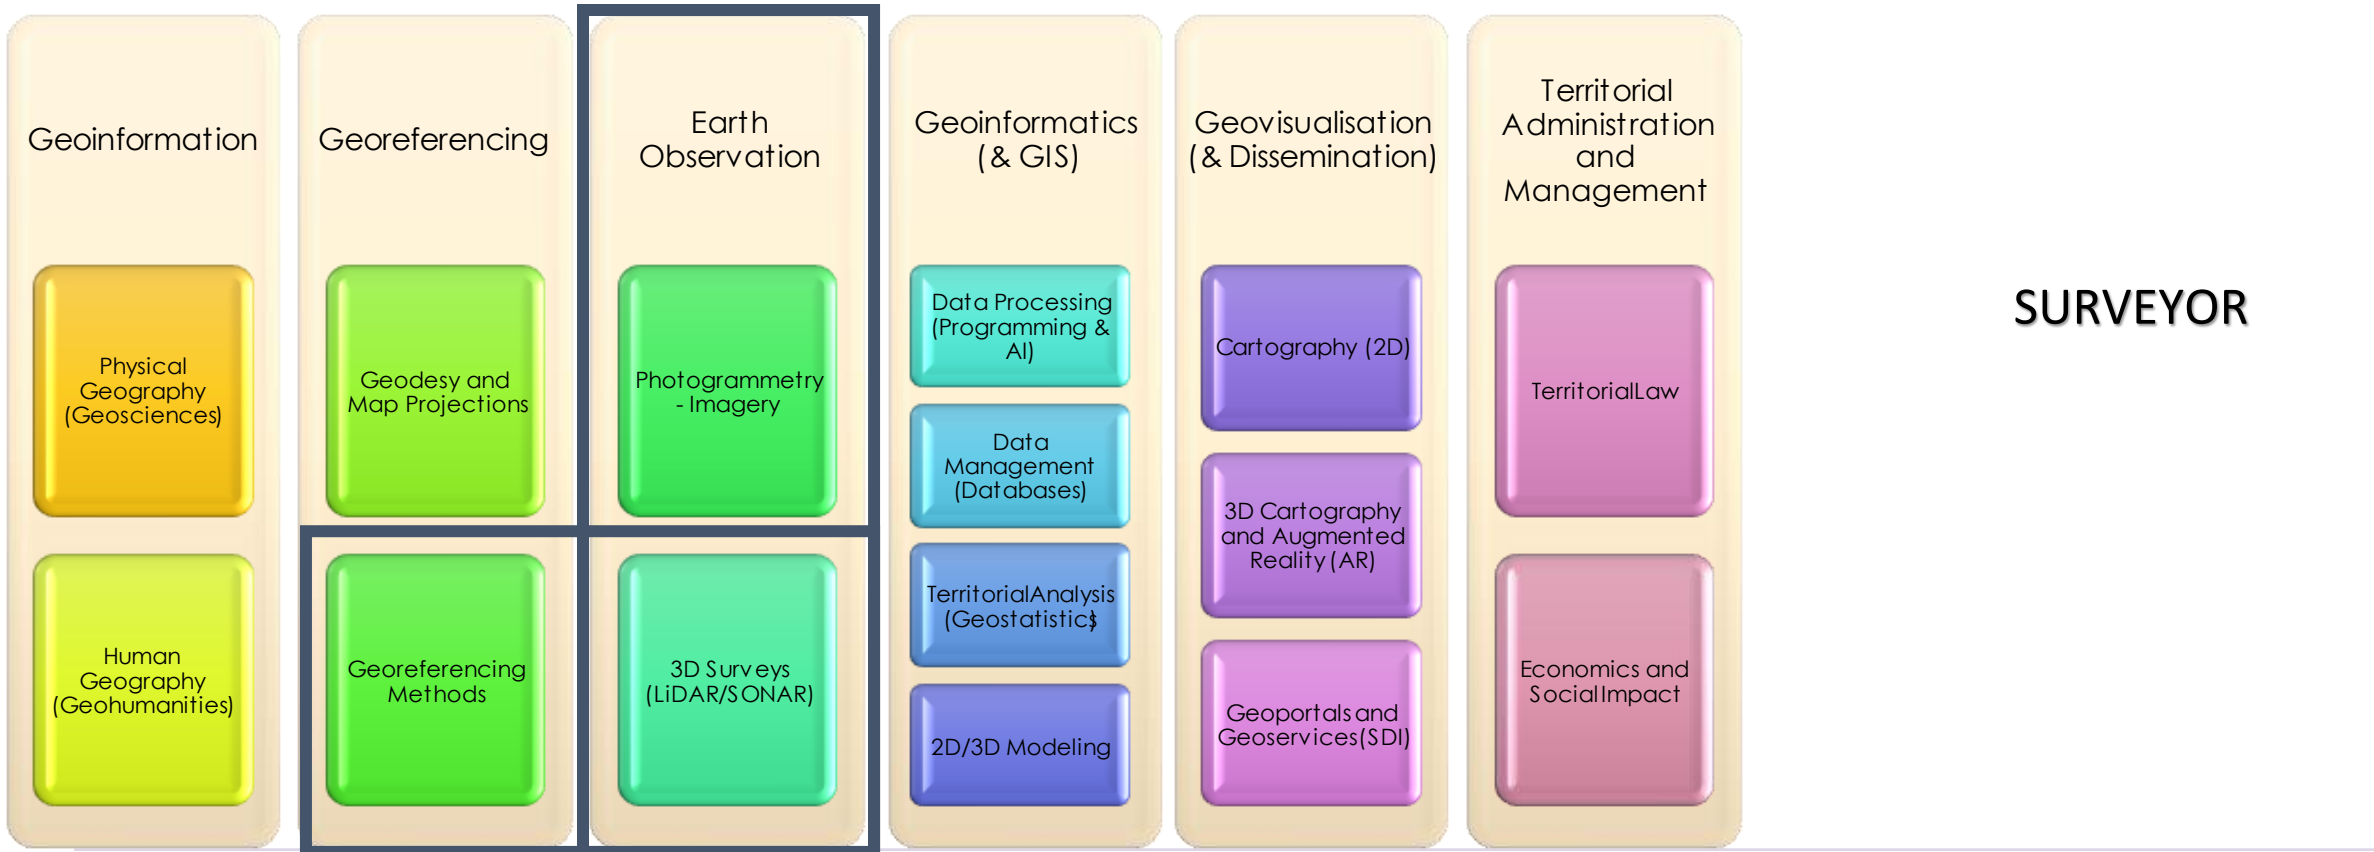 Geoinformation
Physical
Geography
(Geosciences)
Human
Geography
(Geohumanities)
Georeferencing
Geodesy and
Map Projections
Georeferencing
Methods
Earth
Observation
Photogrammetry
- Imagery
3D Surveys
(LiDAR/SONAR)
Geoinformatics
(& GIS)
Data Processing
(Programming &
AI)
Data
Management
(Databases)
TerritorialAnalysis
(Geostatistics)
2D/3D Modeling
Geovisualisation
(& Dissemination)
Cartography (2D)
3D Cartography
and Augmented
Reality (AR)
Geoportals and
Geoservices(SDI)
Territorial
Administration
and
Management
TerritorialLaw
Economics and
SocialImpact
SURVEYOR